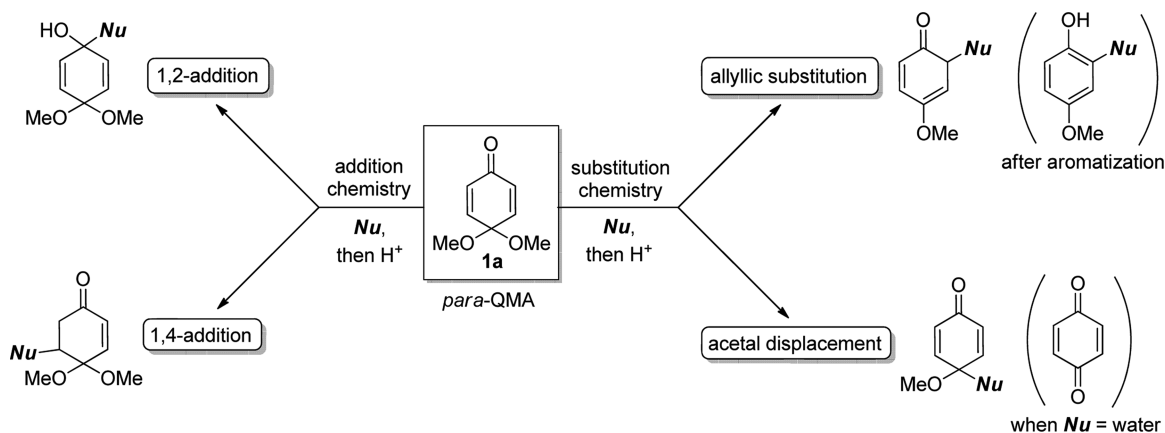 HO Nu
MeO OMe
1,2-addition
O
Nu
MeO OMe
1,4-addition
addition
chemistry
Nu,
then H+
O
MeO OMe
1a
para-QMA
substitution
chemistry
Nu,
then H+
allyllic substitution
O
Nu
OMe
OH
Nu
OMe
after aromatization
acetal displacement
O
MeO Nu
O
O
when Nu = water